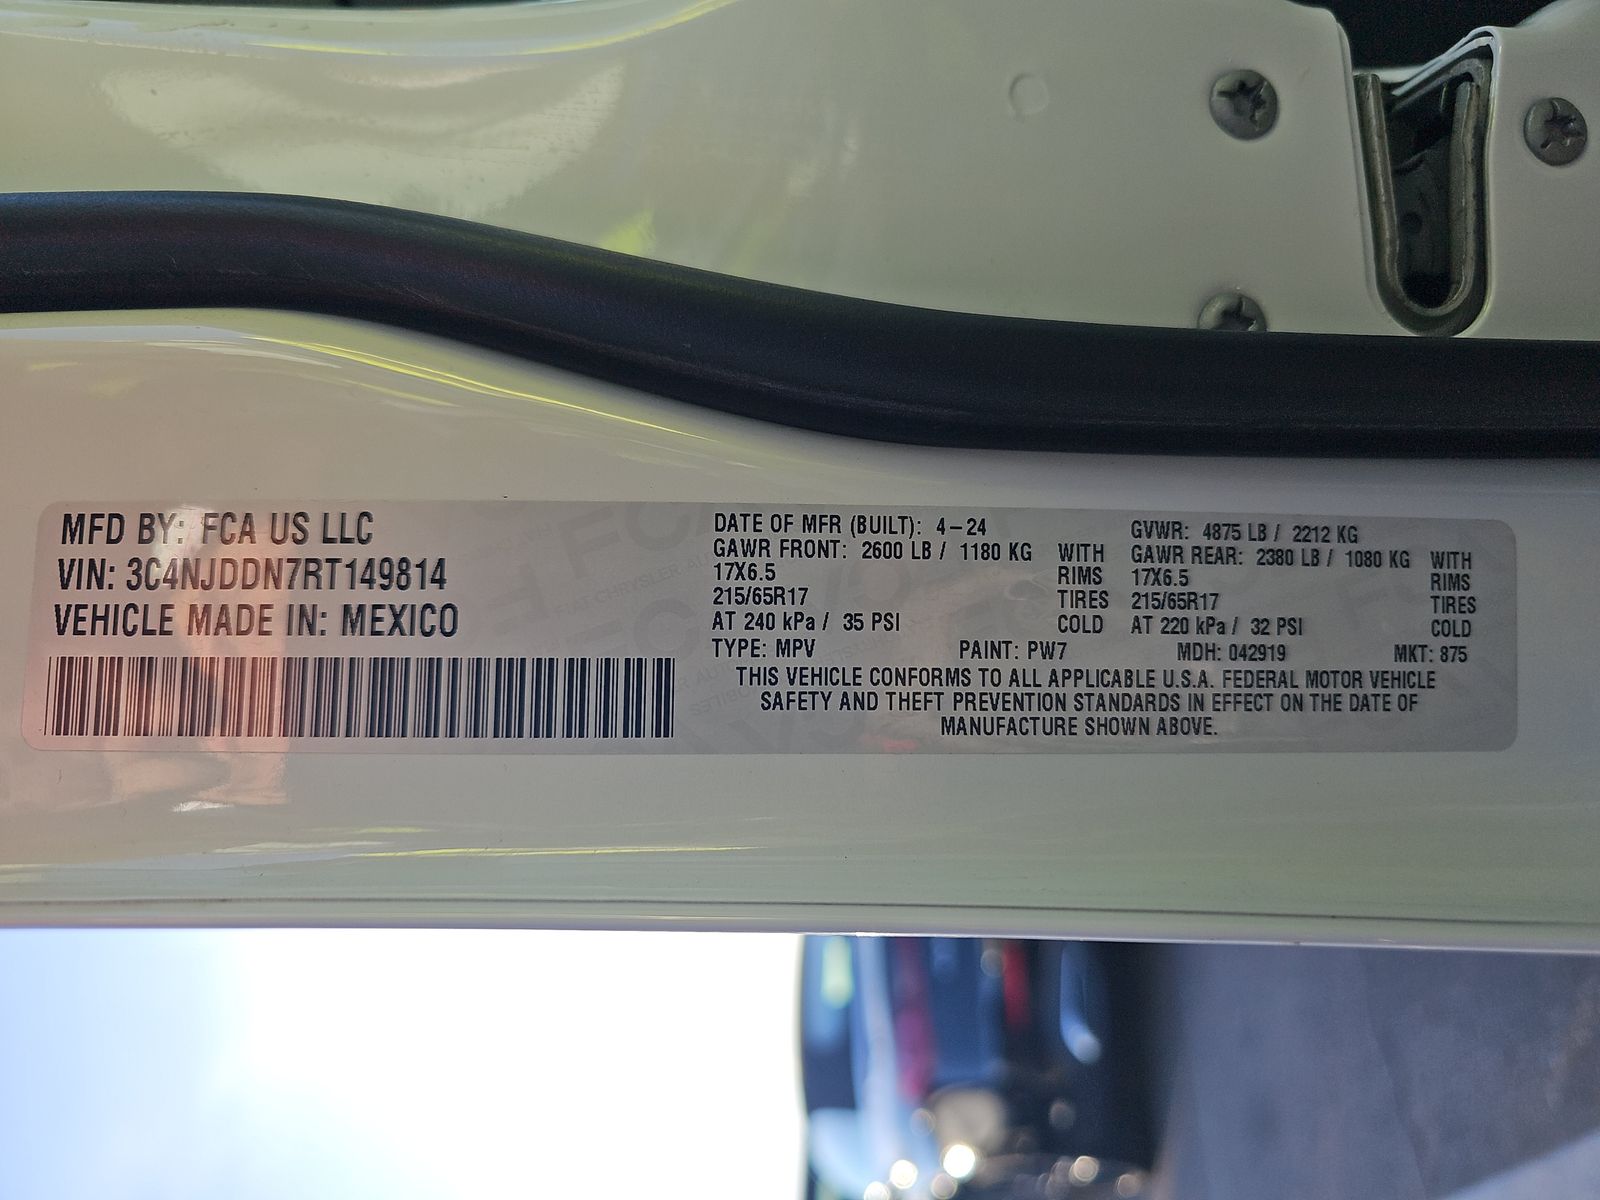 MFD BY: FCA US LLC
VIN: 3C4NJDDN7RT149814
VEHICLE MADE IN: MEXICO
DATE OF MFR (BUILT): 4-24 GVWR: 4875 LB / 2212 KG
GAWR FRONT: 2600 LB / 1180 KG WITH GAWR REAR: 2380 LB / 1080 KG WITH
17X6.5 RIMS 17X6.5 RIMS
215/65R17 TIRES 215/65R17 TIRES
AT 240 kPa / 35 PSI COLD AT 220 kPa / 32 PSI COLD
TYPE: MPV PAINT: PW7 MDH: 042919 MKT: 875
THIS VEHICLE CONFORMS TO ALL APPLICABLE U.S.A. FEDERAL MOTOR VEHICLE
SAFETY AND THEFT PREVENTION STANDARDS IN EFFECT ON THE DATE OF
MANUFACTURE SHOWN ABOVE.